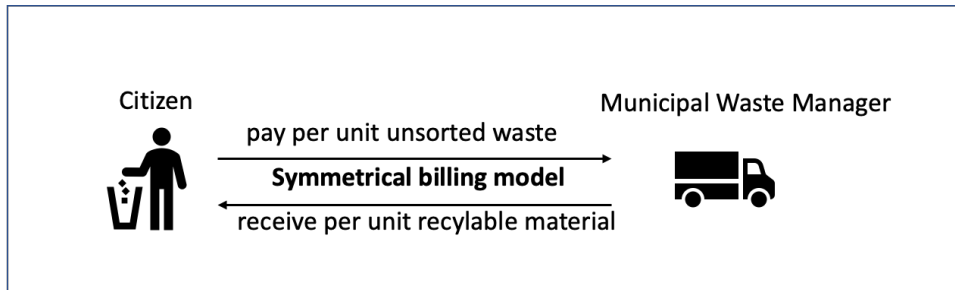 Citizen
Municipal Waste Manager
pay per unit unsorted waste
Symmetrical billing model
receive per unit recylable material